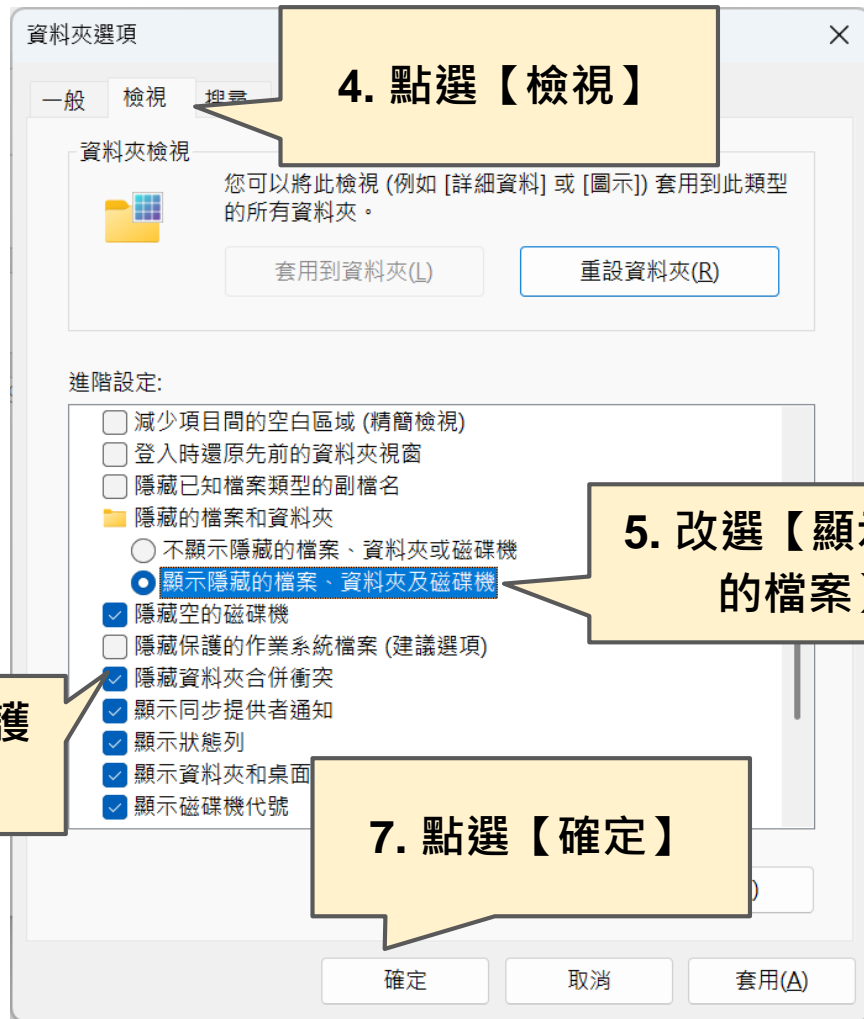 資料夾選項
4. 點選【檢視】
一般
檢視
搜尋
資料夾檢視
您可以將此檢視 (例如 [詳細資料] 或 [圖示]) 套用到此類型
的所有資料夾。
套用到資料夾(L)
重設資料夾(R)
進階設定:
減少項目間的空白區域 (精簡檢視)
登入時還原先前的資料夾視窗
隱藏已知檔案類型的副檔名
隱藏的檔案和資料夾
5. 改選【顯示
的檔案】
不顯示隱藏的檔案、資料夾或磁碟機
顯示隱藏的檔案、資料夾及磁碟機
隱藏空的磁碟機
隱藏保護的作業系統檔案 (建議選項)
隱藏資料夾合併衝突
護
顯示同步提供者通知
顯示狀態列
顯示資料夾和桌面
顯示磁碟機代號
7. 點選【確定】
)
確定
取消
套用(A)